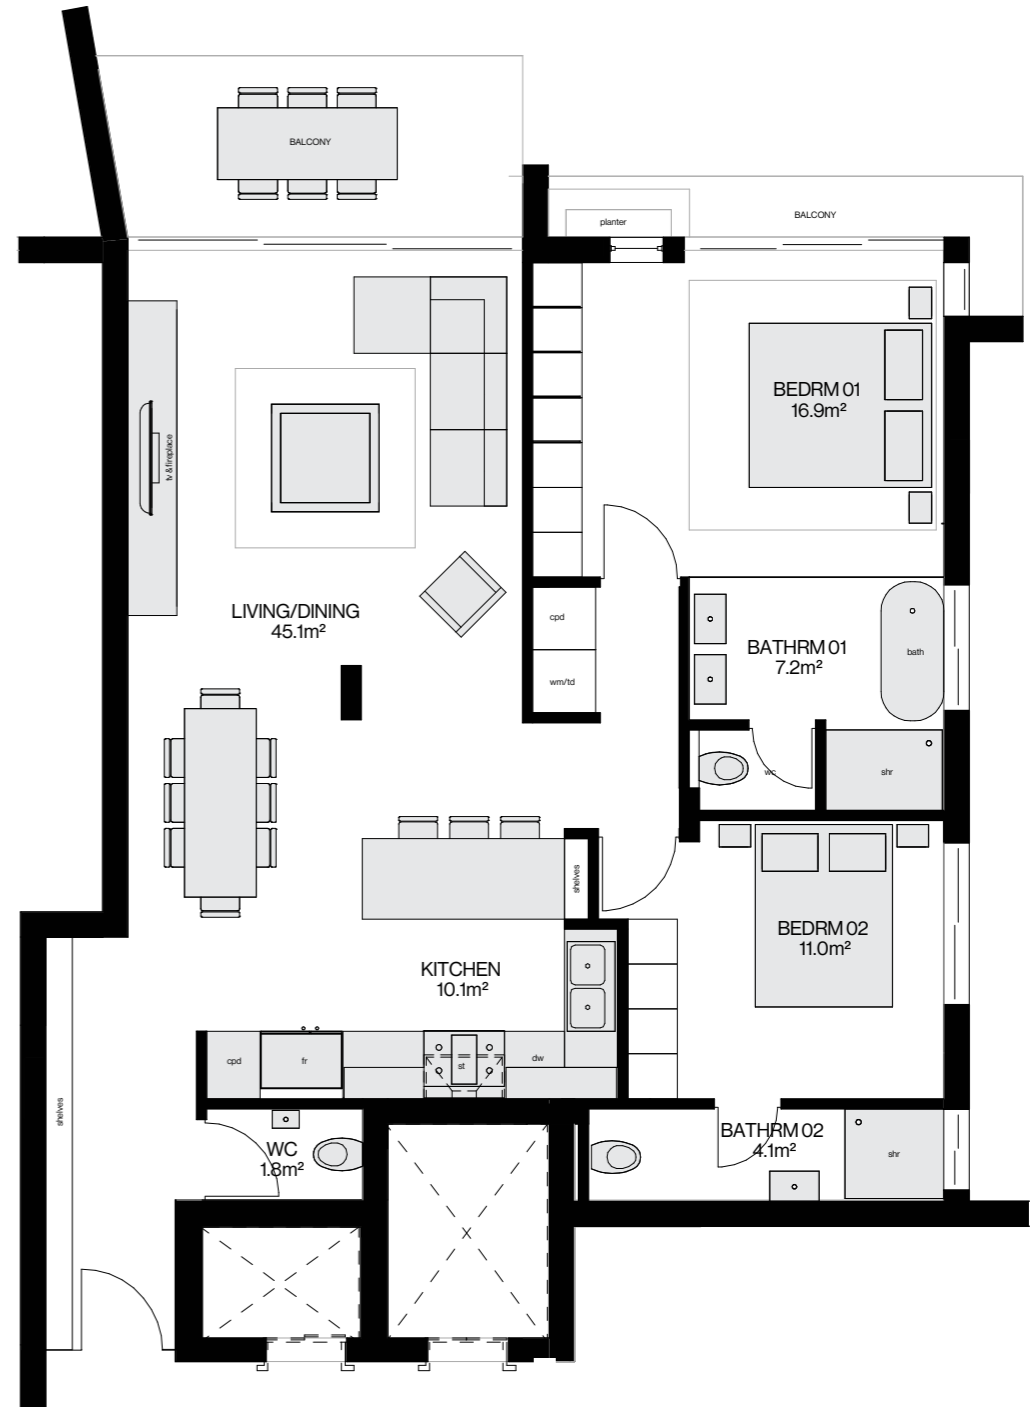 BALCONY
planter
BALCONY
BEDRM 01
16.9m²
tv & fireplace
LIVING/DINING
45.1m²
cpd
wm/td
BATHRM 01
7.2m²
bath
wc
shr
shelves
BEDRM 02
11.0m²
KITCHEN
10.1m²
cpd
fr
st
dw
shelves
WC
1.8m²
BATHRM 02
4.1m²
shr